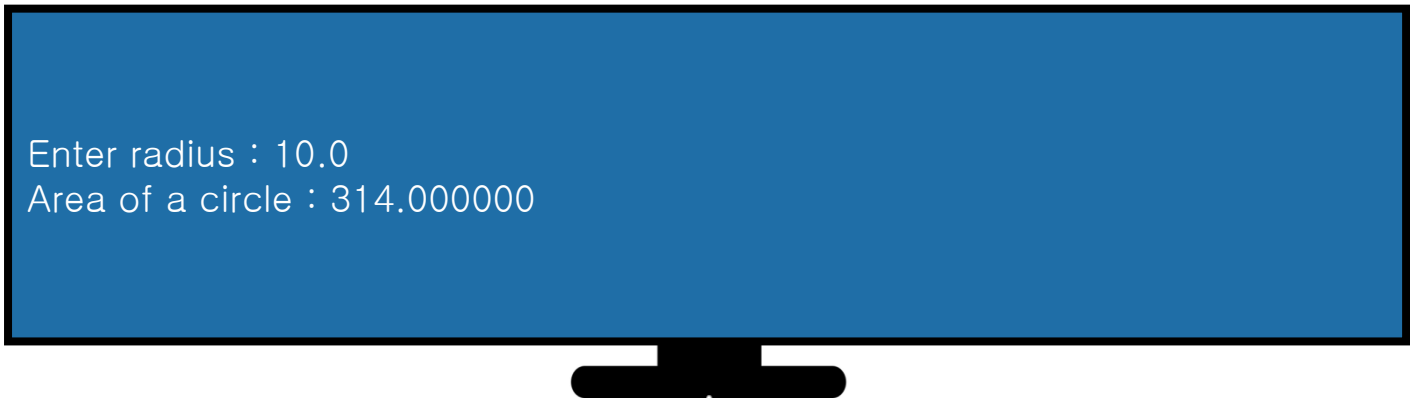 Enter radius : 10.0
Area of a circle : 314.000000